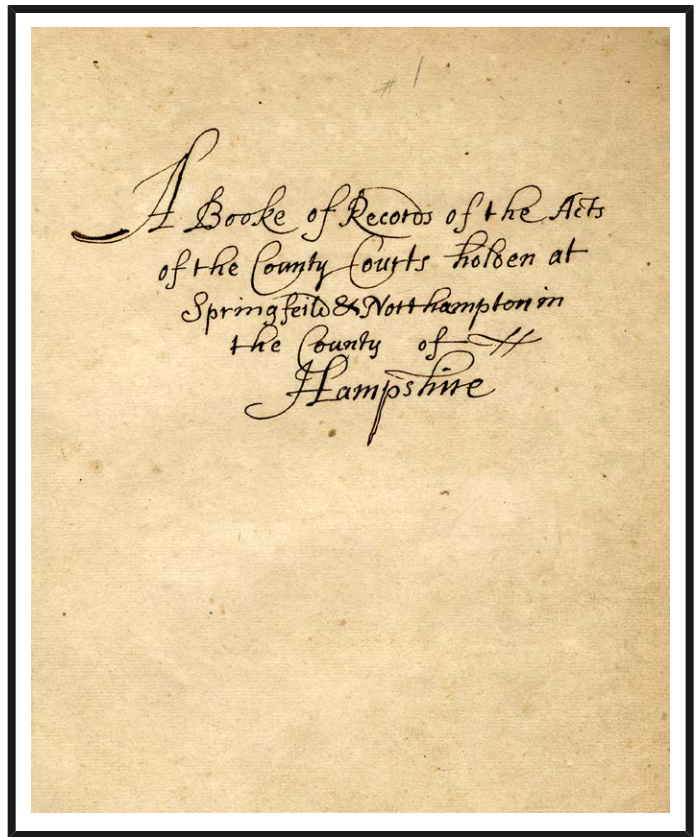 # 1
A Booke of Records of the Acts
of the County Courts holden at
Springfeild & Northampton in
the County of
Hampshire